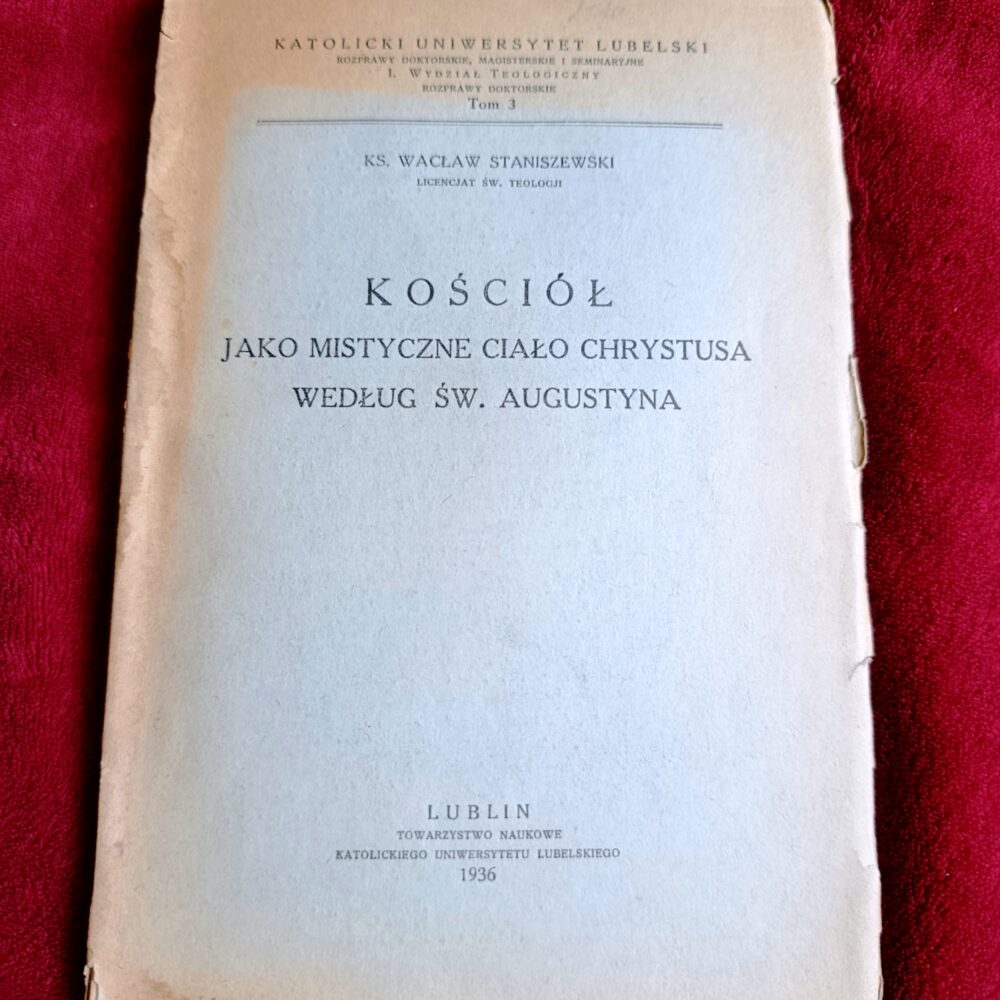 KATOLICKI UNIWERSYTET LUBELSKI
ROZPRAWY DOKTORSKIE, MAGISTERSKIE I SEMINARYJNE
I. WYDZIAŁ TEOLOGICZNY
ROZPRAWY DOKTORSKIE
Tom 3
KS. WACŁAW STANISZEWSKI
LICENCJAT ŚW. TEOLOGJI
KOŚCIÓŁ
JAKO MISTYCZNE CIAŁO CHRYSTUSA
WEDŁUG ŚW. AUGUSTYNA
LUBLIN
TOWARZYSTWO NAUKOWE
KATOLICKIEGO UNIWERSYTETU LUBELSKIEGO
1936